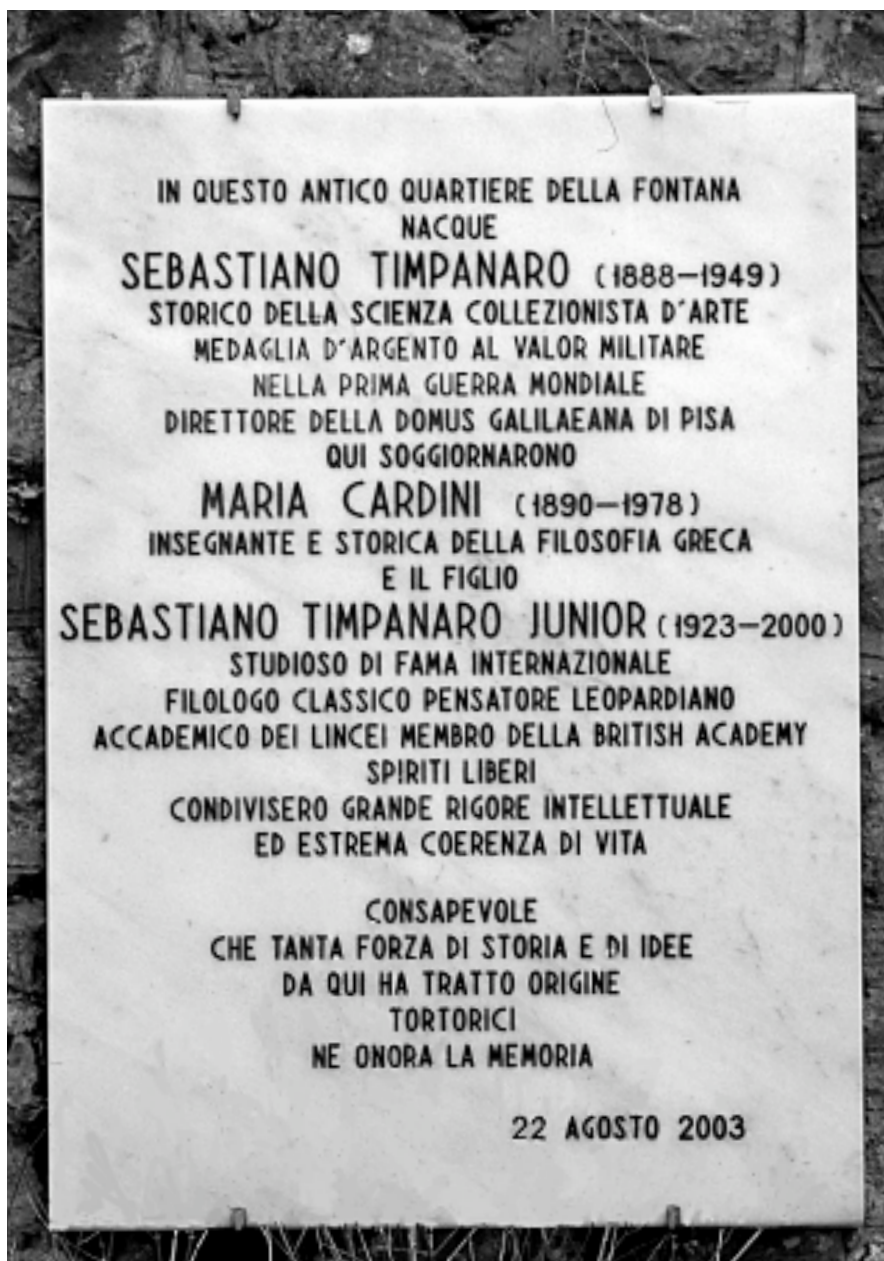 IN QUESTO ANTICO QUARTIERE DELLA FONTANA
NACQUE
SEBASTIANO TIMPANARO (1888–1949)
STORICO DELLA SCIENZA COLLEZIONISTA D'ARTE
MEDAGLIA D'ARGENTO AL VALOR MILITARE
NELLA PRIMA GUERRA MONDIALE
DIRETTORE DELLA DOMUS GALILAEANA DI PISA
QUI SOGGIORNARONO
MARIA CARDINI (1890–1978)
INSEGNANTE E STORICA DELLA FILOSOFIA GRECA
E IL FIGLIO
SEBASTIANO TIMPANARO JUNIOR (1923–2000)
STUDIOSO DI FAMA INTERNAZIONALE
FILOLOGO CLASSICO PENSATORE LEOPARDIANO
ACCADEMICO DEI LINCEI MEMBRO DELLA BRITISH ACADEMY
SPIRITI LIBERI
CONDIVISERO GRANDE RIGORE INTELLETTUALE
ED ESTREMA COERENZA DI VITA
CONSAPEVOLE
CHE TANTA FORZA DI STORIA E DI IDEE
DA QUI HA TRATTO ORIGINE
TORTORICI
NE ONORA LA MEMORIA
22 AGOSTO 2003